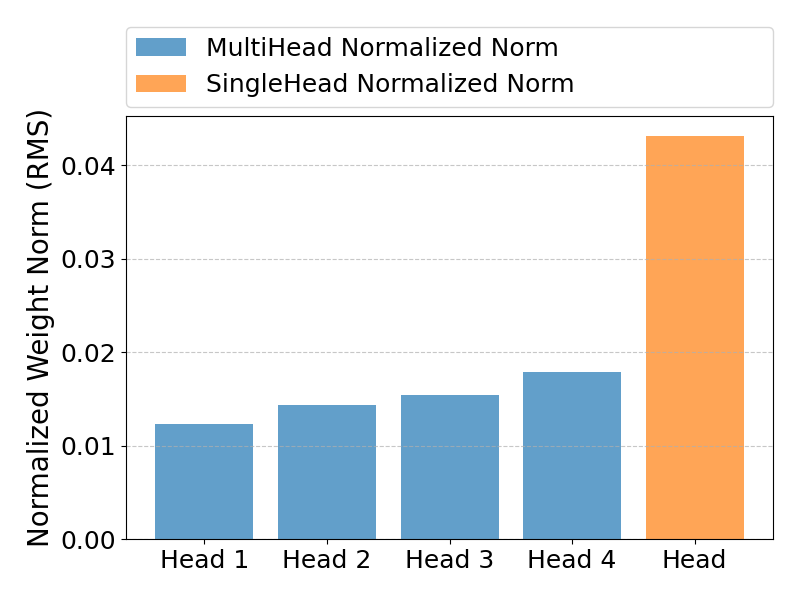 MultiHead Normalized Norm
SingleHead Normalized Norm
Normalized Weight Norm (RMS)
0.04
0.03
0.02
0.01
0.00
Head 1 Head 2 Head 3 Head 4 Head